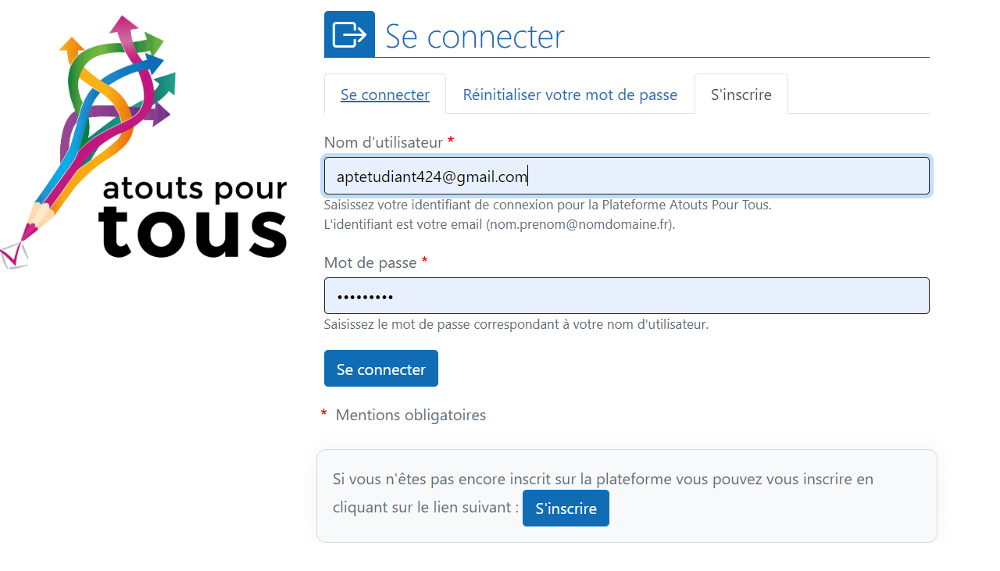 atouts pour
tous
Se connecter
Se connecter
Réinitialiser votre mot de passe
S'inscrire
Nom d'utilisateur *
aptetudiant424@gmail.com
Saisissez votre identifiant de connexion pour la Plateforme Atouts Pour Tous.
L'identifiant est votre email (nom.prenom@nomdomaine.fr).
Mot de passe *
•••••••••
Saisissez le mot de passe correspondant à votre nom d'utilisateur.
Se connecter
* Mentions obligatoires
Si vous n'êtes pas encore inscrit sur la plateforme vous pouvez vous inscrire en
cliquant sur le lien suivant : S'inscrire